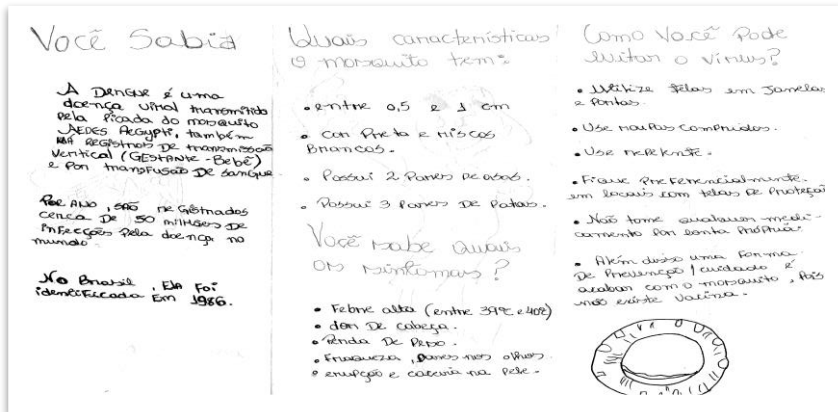 Você Sabia
A DENGUE é uma
doença viral transmitido
pela Picada do mosquito
AEDES AEGYPTI, também
HÁ REGISTROS DE transmissão
vertical (GESTANTE - Bebê)
e por transfusão DE sangue
POR ANO, SÃO REGISTRADOS
cerca DE 50 milhões DE
infecções pela doença no
mundo
No Brasil, ELA FOI
identificada Em 1986.
Quais características
o mosquito tem:
• entre 0,5 e 1 cm
• cor Preta e riscos
Brancos.
• Possui 2 Pares DE asas.
• Possui 3 Pares DE Patas.
Você sabe Quais
os sintomas?
• Febre alta (entre 39°C e 40°C)
• dor DE cabeça.
• Perda DE Peso.
• Fraqueza, dores nos olhos.
• erupção e coceira na Pele.
Como Você Pode
evitar o vírus?
• Utilize telas em Janelas
e Portas.
• Use roupas compridas.
• Use repelente.
• Fique PreFerencialmente
em locais com telas DE Proteção
• Não tome qualquer medi-
camento Por conta Própria.
• Além disso uma Forma
De Prevenção / cuidado é
acabar com o mosquito, Pois
não existe vacina.